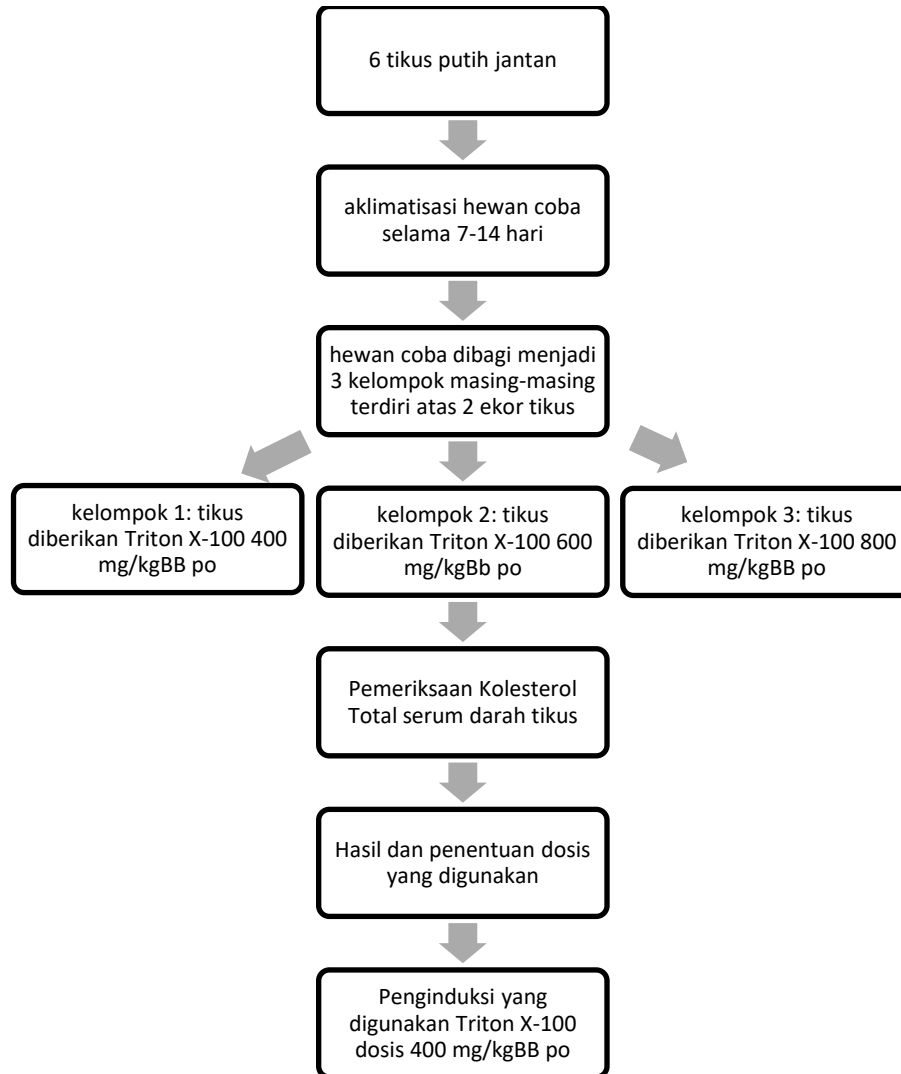 6 tikus putih jantan
aklimatisasi hewan coba
selama 7-14 hari
hewan coba dibagi menjadi
3 kelompok masing-masing
terdiri atas 2 ekor tikus
kelompok 1: tikus
diberikan Triton X-100 400
mg/kgBB po
kelompok 2: tikus
diberikan Triton X-100 600
mg/kgBb po
kelompok 3: tikus
diberikan Triton X-100 800
mg/kgBB po
Pemeriksaan Kolesterol
Total serum darah tikus
Hasil dan penentuan dosis
yang digunakan
Penginduksi yang
digunakan Triton X-100
dosis 400 mg/kgBB po